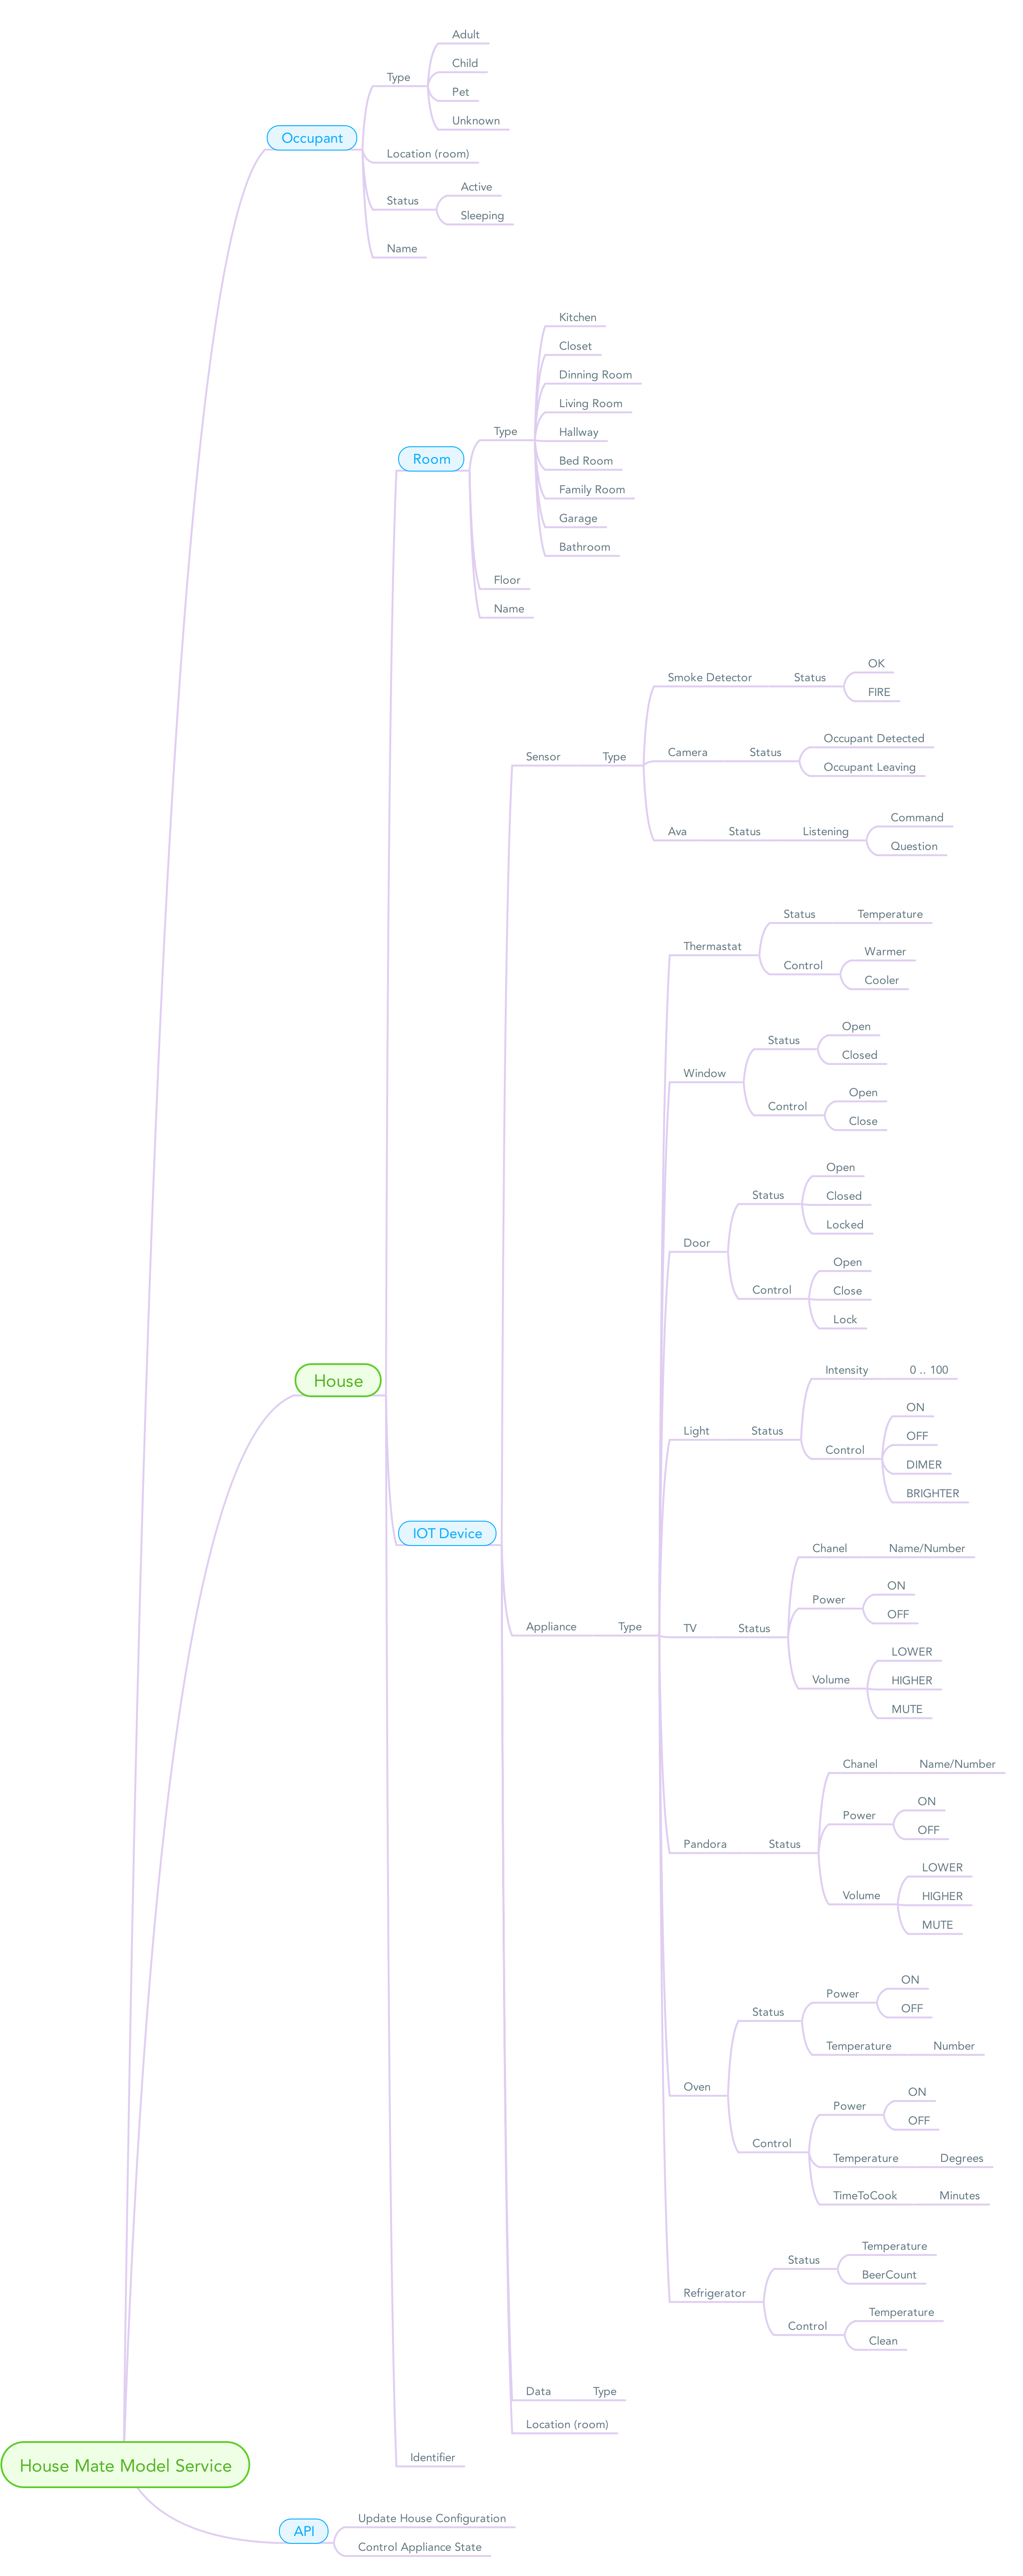 Adult
Child
Type
Pet
Unknown
Occupant
Location (room)
Active
Status
Sleeping
Name
Kitchen
Closet
Dinning Room
Living Room
Type
Hallway
Room
Bed Room
Family Room
Garage
Bathroom
Floor
Name
OK
Smoke Detector Status
FIRE
Occupant Detected
Sensor Type Camera Status
Occupant Leaving
Command
Ava Status Listening
Question
Status Temperature
Thermastat
Warmer
Control
Cooler
Open
Status
Closed
Window
Open
Control
Close
Open
Status
Closed
Locked
Door
Open
Control
Close
Lock
Intensity 0 .. 100
House
ON
Light Status
OFF
Control
DIMER
BRIGHTER
IOT Device
Chanel Name/Number
ON
Power
OFF
Appliance Type TV Status
LOWER
Volume
HIGHER
MUTE
Chanel Name/Number
ON
Power
OFF
Pandora Status
LOWER
Volume
HIGHER
MUTE
ON
Power
OFF
Status
Temperature Number
Oven
ON
Power
OFF
Control
Temperature Degrees
TimeToCook Minutes
Temperature
Status
BeerCount
Refrigerator
Temperature
Control
Clean
Data Type
Location (room)
Identifier
House Mate Model Service
Update House Configuration
API
Control Appliance State